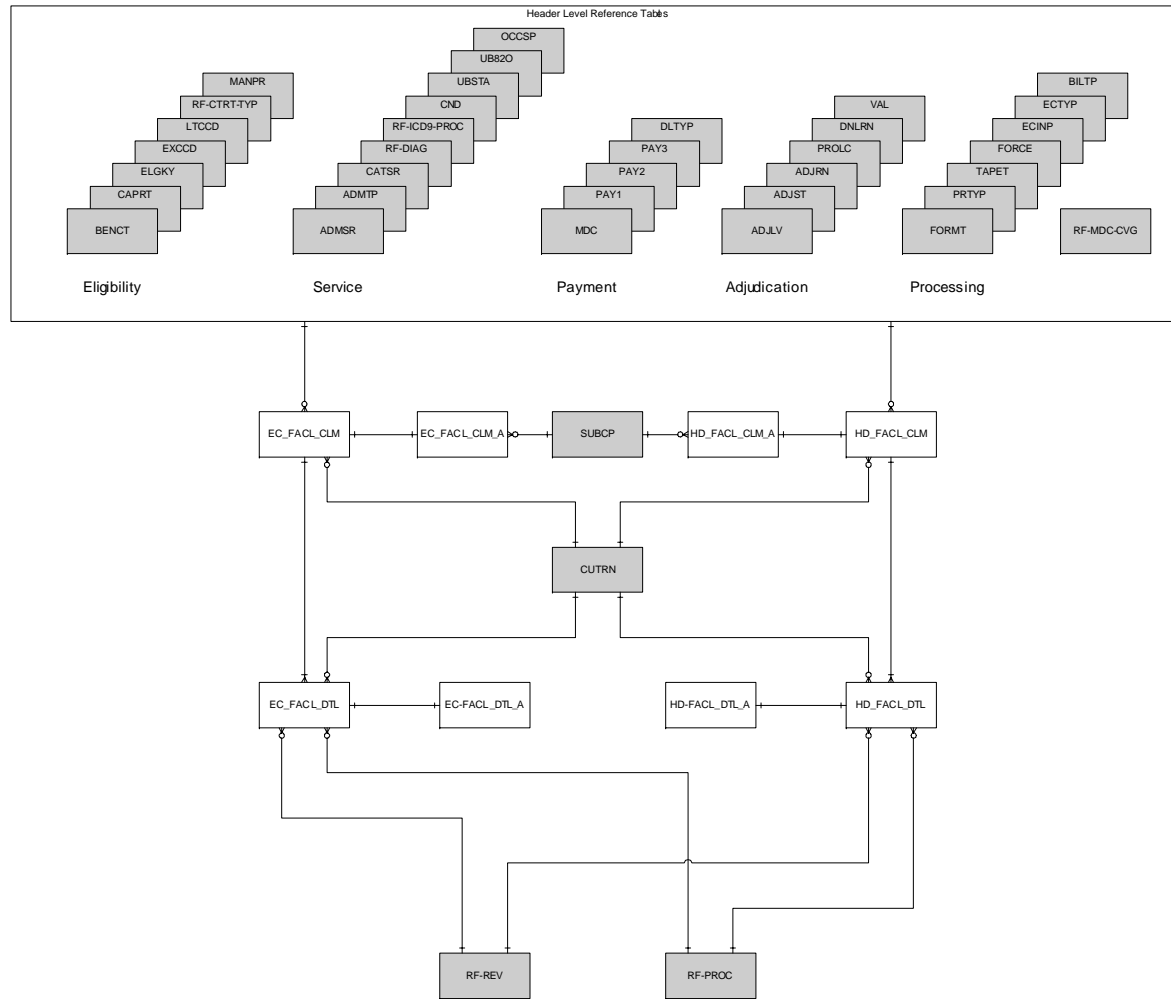 Header Level Reference Tables
OCCSP
UB82O
UBSTA
CND
RF-ICD9-PROC
RF-DIAG
CATSR
ADMTP
ADMSR
MANPR
RF-CTRT-TYP
LTCCD
EXCCD
ELGKY
CAPRT
BENCT
DLTYP
PAY3
PAY2
PAY1
MDC
VAL
DNLRN
PROLC
ADJRN
ADJST
ADJLV
BILTP
ECTYP
ECINP
FORCE
TAPET
PRTYP
FORMT
RF-MDC-CVG
Eligibility
Service
Payment
Adjudication
Processing
EC_FACL_CLM
EC_FACL_CLM_A
SUBCP
HD_FACL_CLM_A
HD_FACL_CLM
CUTRN
EC_FACL_DTL
EC-FACL_DTL_A
HD-FACL_DTL_A
HD_FACL_DTL
RF-REV
RF-PROC